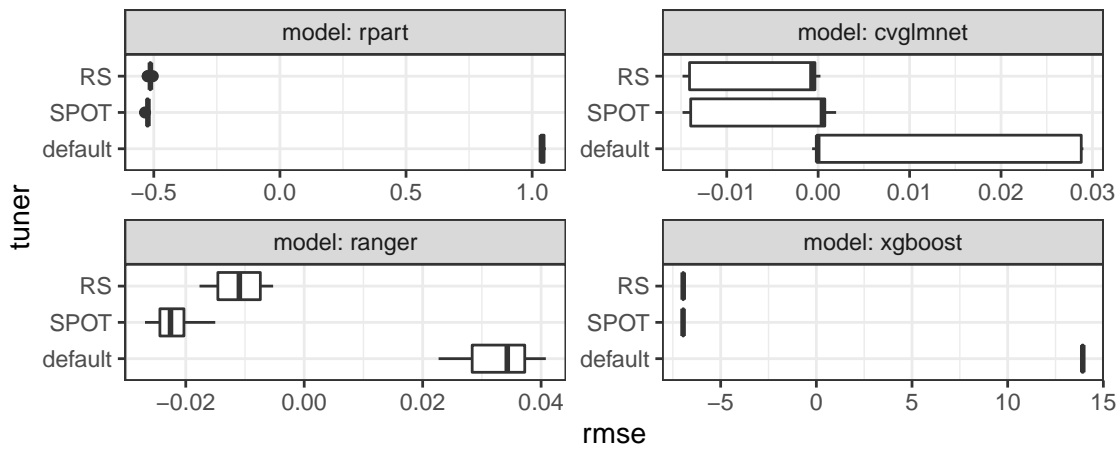 model: rpart
RS
SPOT
default
−0.5 0.0 0.5 1.0
model: cvglmnet
RS
SPOT
default
−0.01 0.00 0.01 0.02 0.03
tuner
model: ranger
RS
SPOT
default
−0.02 0.00 0.02 0.04
model: xgboost
RS
SPOT
default
−5 0 5 10 15
rmse